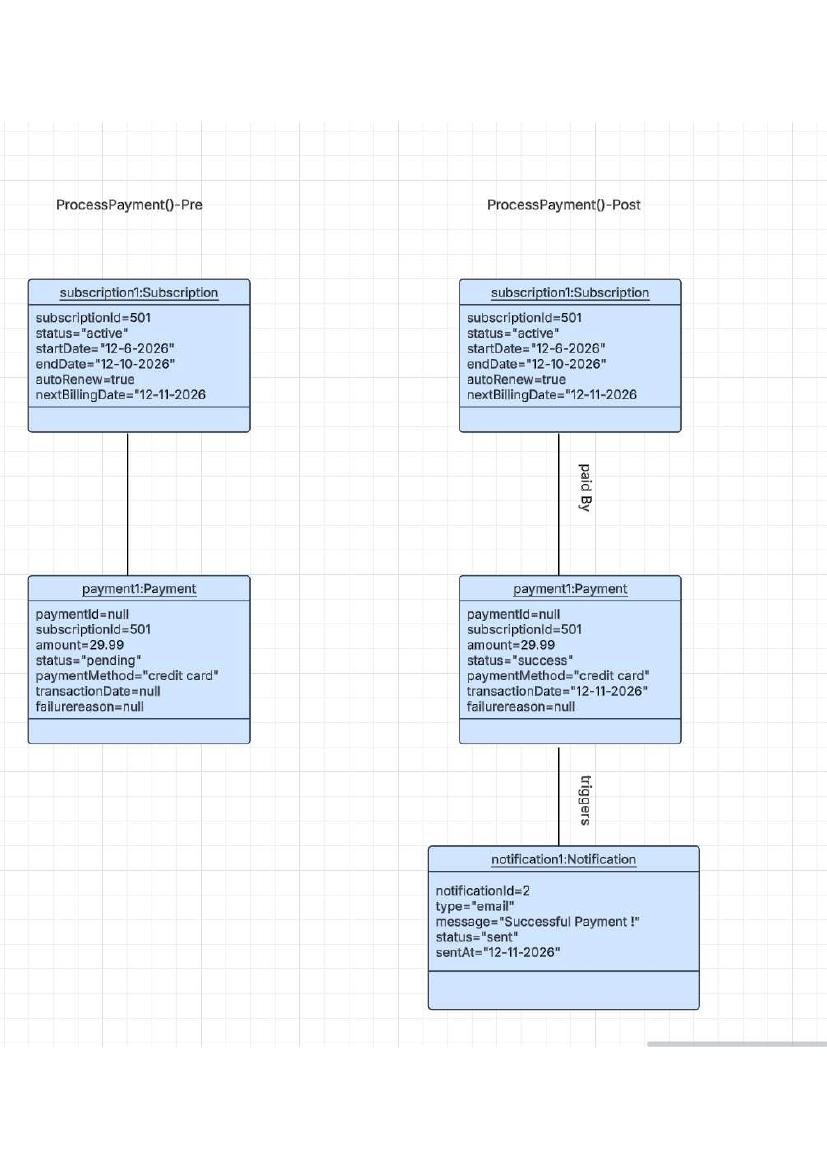 ProcessPayment()-Pre
subscription1:Subscription
subscriptionId=501
status="active"
startDate="12-6-2026"
endDate="12-10-2026"
autoRenew=true
nextBillingDate="12-11-2026
payment1:Payment
paymentId=null
subscriptionId=501
amount=29.99
status="pending"
paymentMethod="credit card"
transactionDate=null
failurereason=null
ProcessPayment()-Post
subscription1:Subscription
subscriptionId=501
status="active"
startDate="12-6-2026"
endDate="12-10-2026"
autoRenew=true
nextBillingDate="12-11-2026
paid By
payment1:Payment
paymentId=null
subscriptionId=501
amount=29.99
status="success"
paymentMethod="credit card"
transactionDate="12-11-2026"
failurereason=null
triggers
notification1:Notification
notificationId=2
type="email"
message="Successful Payment !"
status="sent"
sentAt="12-11-2026"